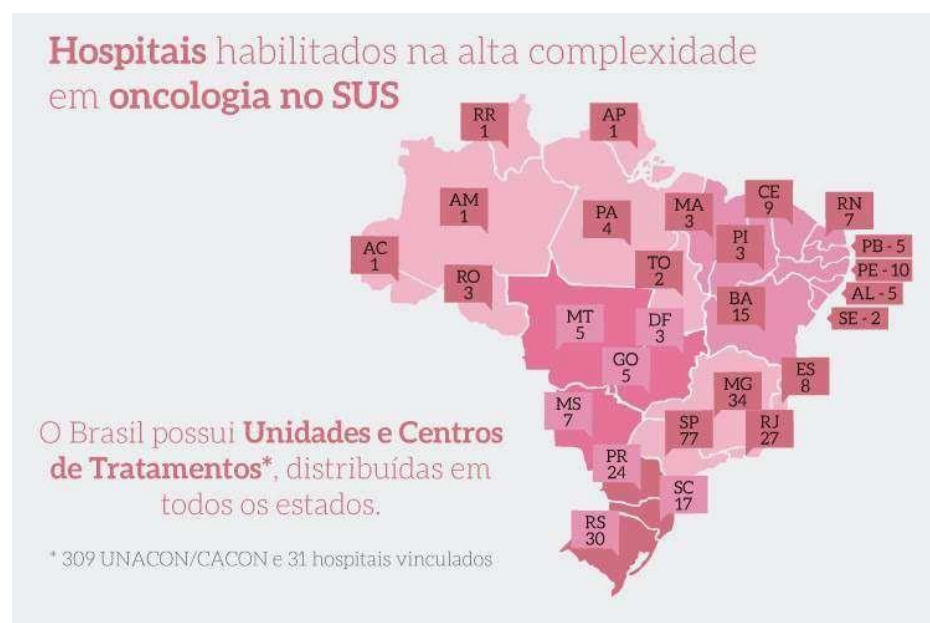 Hospitais habilitados na alta complexidade
em oncologia no SUS
RR
1
AP
1
AM
1
PA
4
MA
3
CE
9
RN
7
PI
3
PB - 5
PE - 10
AL - 5
SE - 2
AC
1
RO
3
TO
2
BA
15
MT
5
DF
3
GO
5
ES
8
MG
34
MS
7
SP
77
RJ
27
PR
24
SC
17
RS
30
O Brasil possui Unidades e Centros
de Tratamentos*, distribuídas em
todos os estados.
* 309 UNACON/CACON e 31 hospitais vinculados